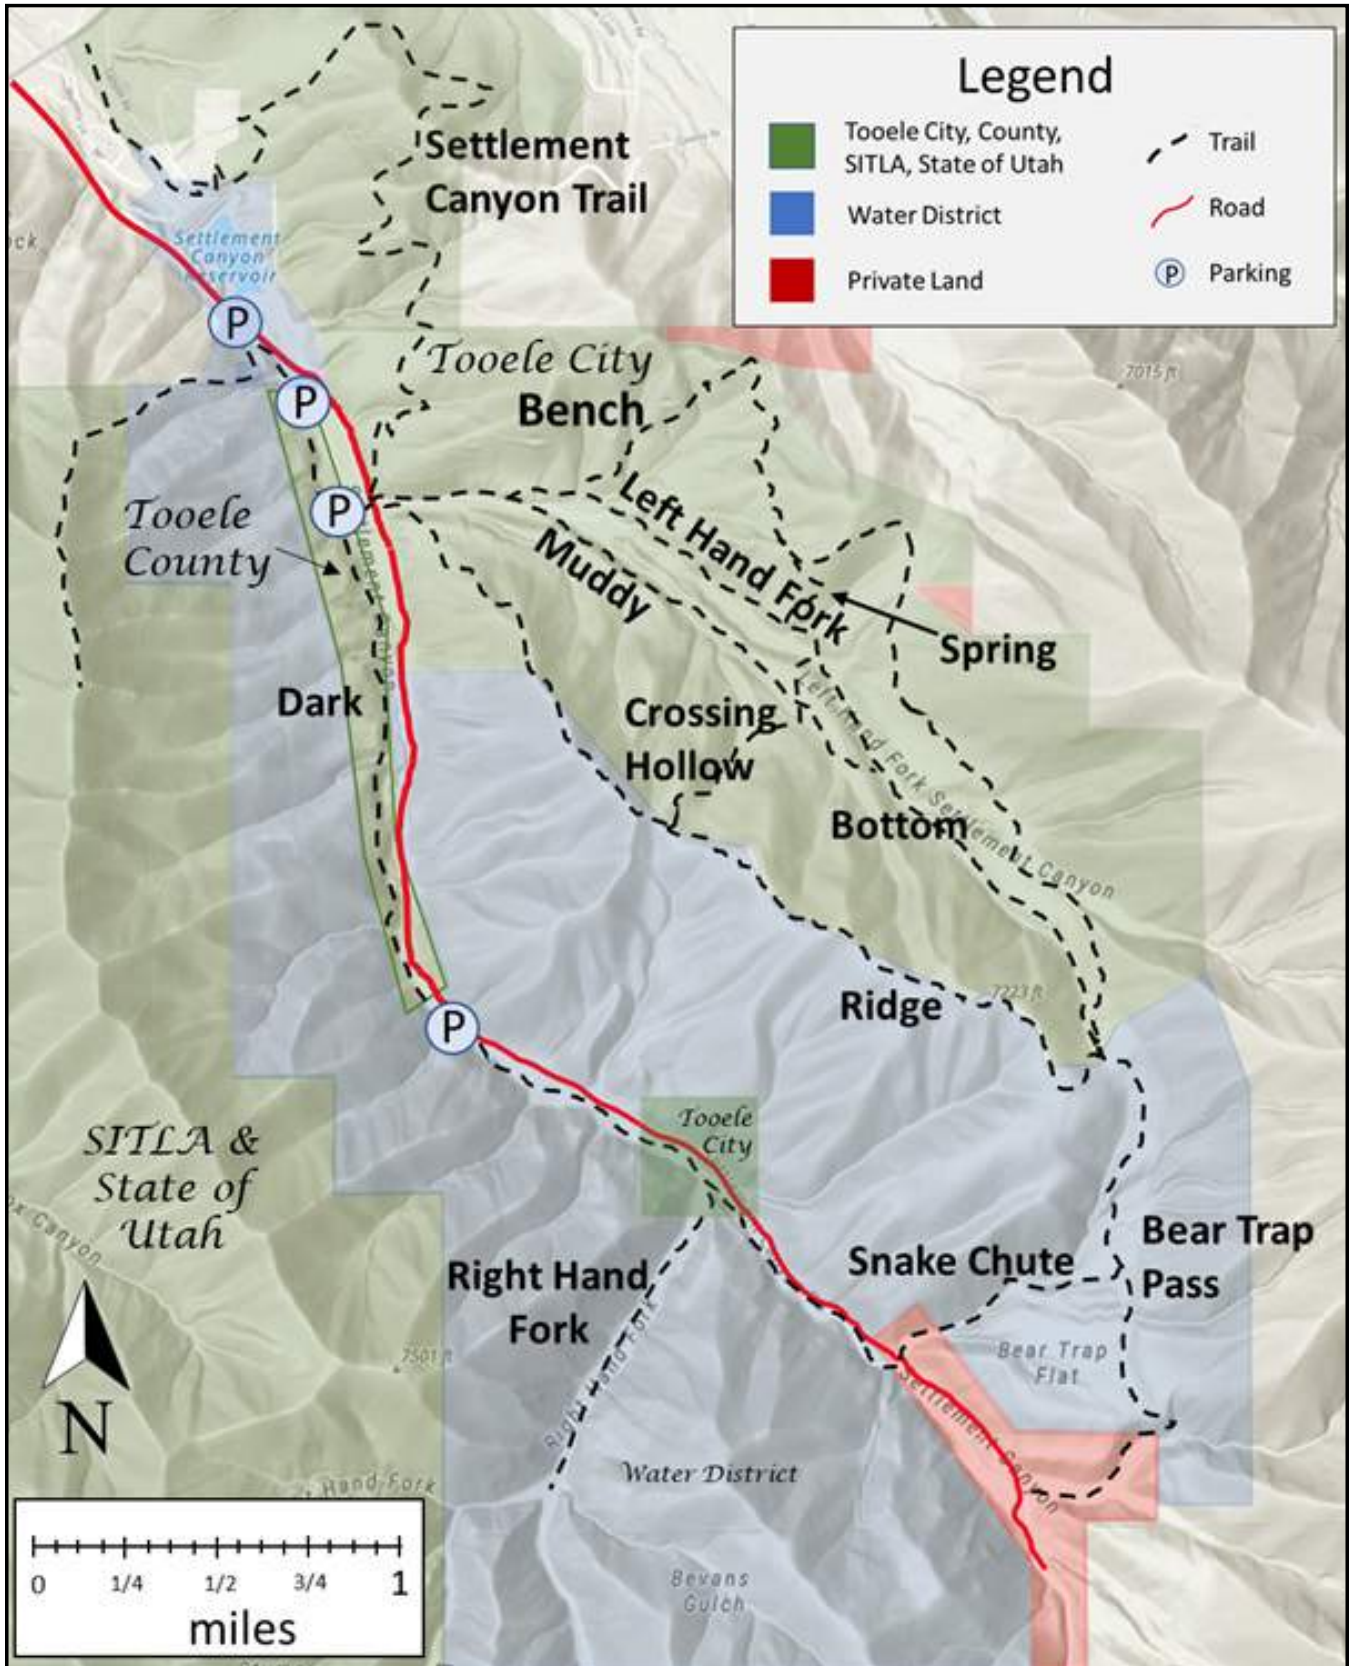 Legend
Tooele City, County,
SITLA, State of Utah
Water District
Private Land
Trail
Road
P Parking
Settlement
Canyon Trail
ck
Settlement
Canyon
Reservoir
P
Tooele City
Bench
7015 ft
P
Left Hand Fork
P
Tooele
County
Muddy
Spring
Dark
Crossing
Hollow
Left Hand Fork Settlement Canyon
Bottom
7223 ft
Ridge
P
Tooele
City
SITLA &
State of
Utah
Canyon
Right Hand
Fork
Right Hand Fork
Snake Chute
Bear Trap
Pass
Bear Trap
Flat
7501 ft
Settlement Canyon
N
Water District
Hand Fork
Bevans
Gulch
0 1/4 1/2 3/4 1
miles